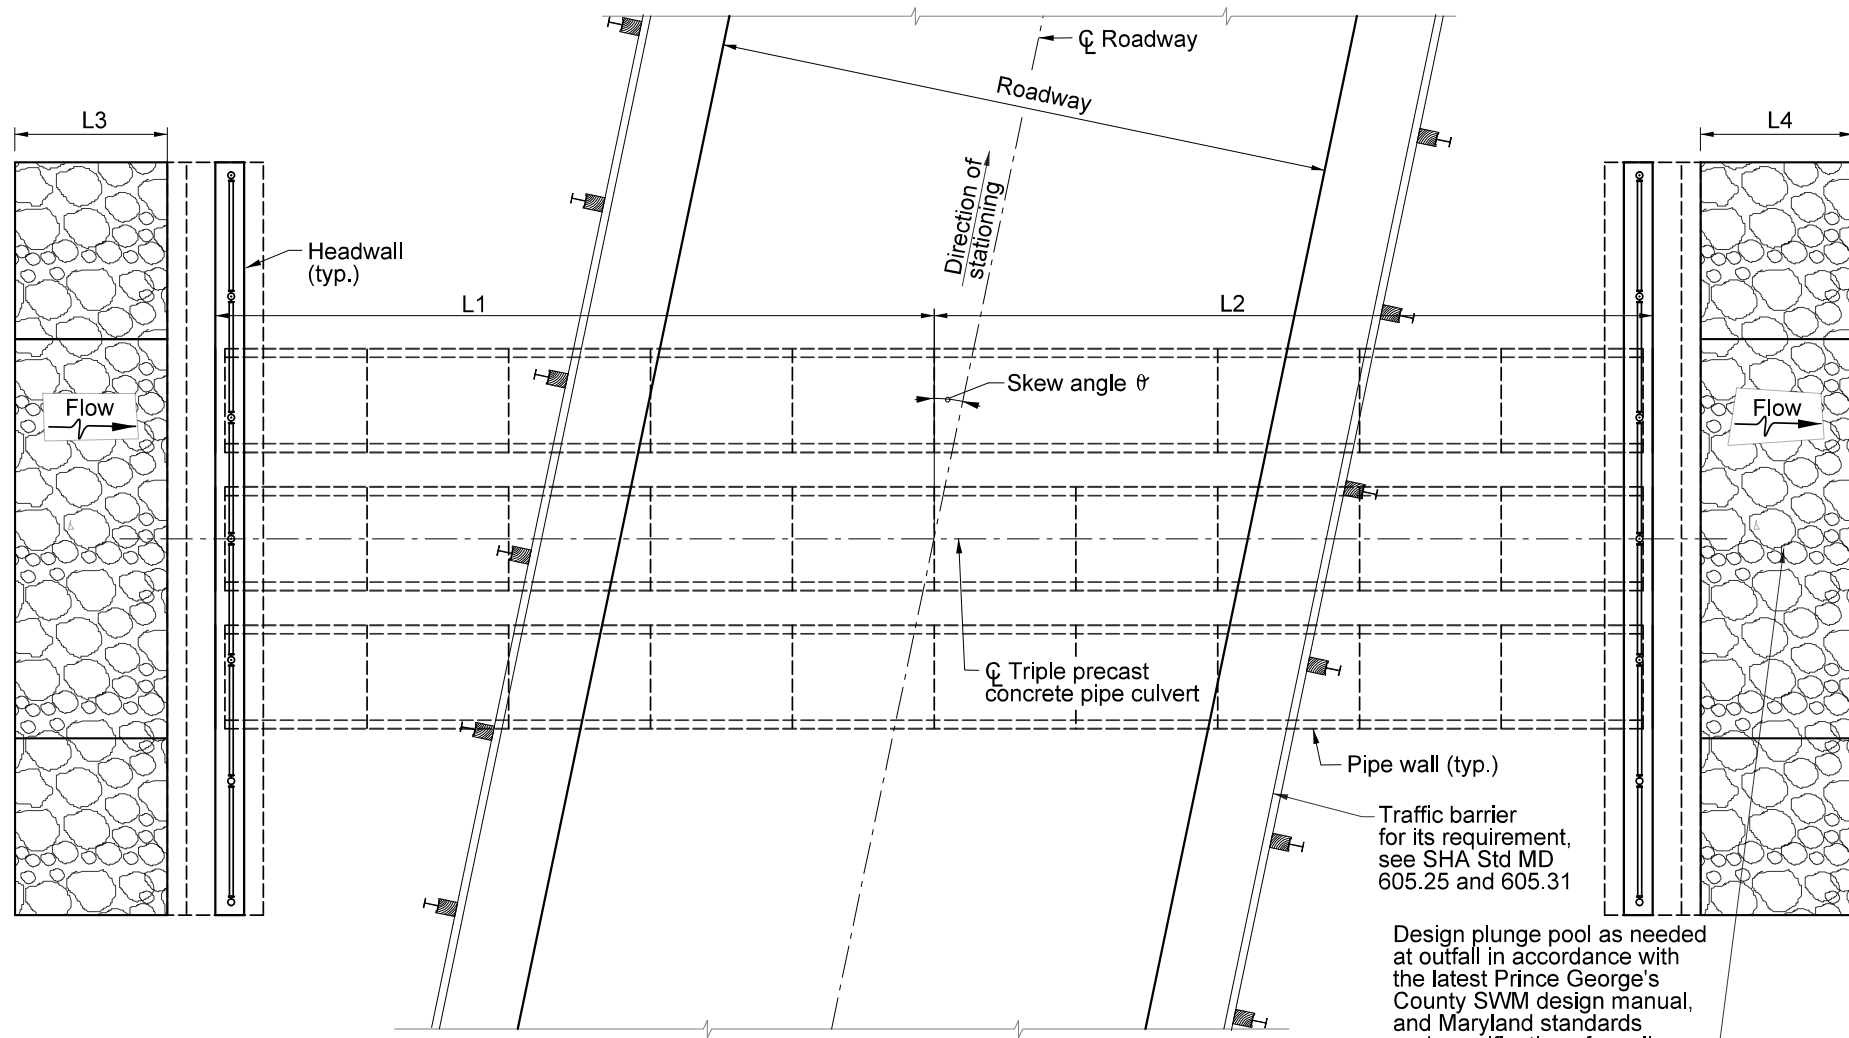 ℄ Roadway
Roadway
L3
L4
Direction of
stationing
Headwall
(typ.)
L1
L2
Skew angle θ
Flow
Flow
℄ Triple precast
concrete pipe culvert
Pipe wall (typ.)
Traffic barrier
for its requirement,
see SHA Std MD
605.25 and 605.31
Design plunge pool as needed
at outfall in accordance with
the latest Prince George's
County SWM design manual,
and Maryland standards